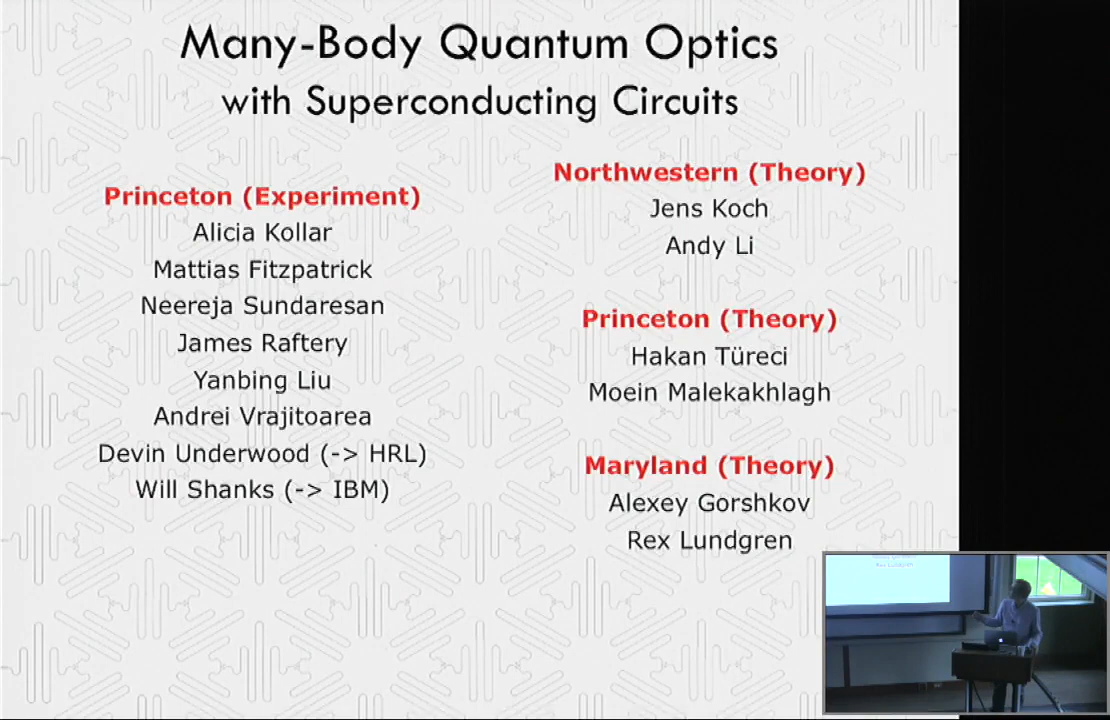 Many-Body Quantum Optics
with Superconducting Circuits
Princeton (Experiment)
Alicia Kollar
Mattias Fitzpatrick
Neereja Sundaresan
James Raftery
Yanbing Liu
Andrei Vrajitoarea
Devin Underwood (-> HRL)
Will Shanks (-> IBM)
Northwestern (Theory)
Jens Koch
Andy Li
Princeton (Theory)
Hakan Türeci
Moein Malekakhlagh
Maryland (Theory)
Alexey Gorshkov
Rex Lundgren
Rex Lundgren